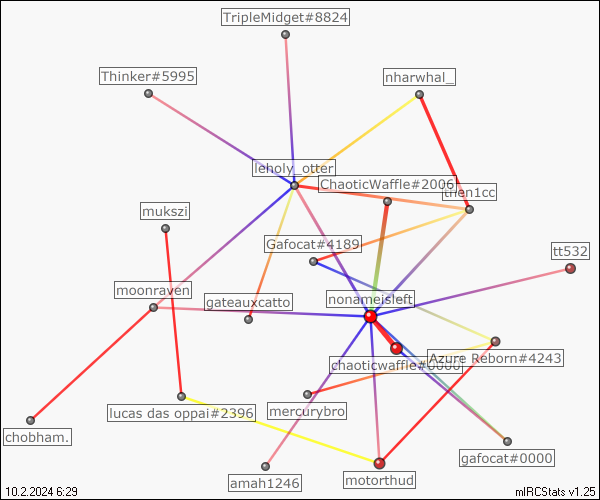 TripleMidget#8824
Thinker#5995
nharwhal_
leholy_otter
ChaoticWaffle#2006
then1cc
mukszi
Gafocat#4189
tt532
moonraven
gateauxcatto
nonameisleft
Azure Reborn#4243
chaoticwaffle#0000
lucas das oppai#2396
mercurybro
chobham.
gafocat#0000
amah1246
motorthud
10.2.2024 6:29
mIRCStats v1.25